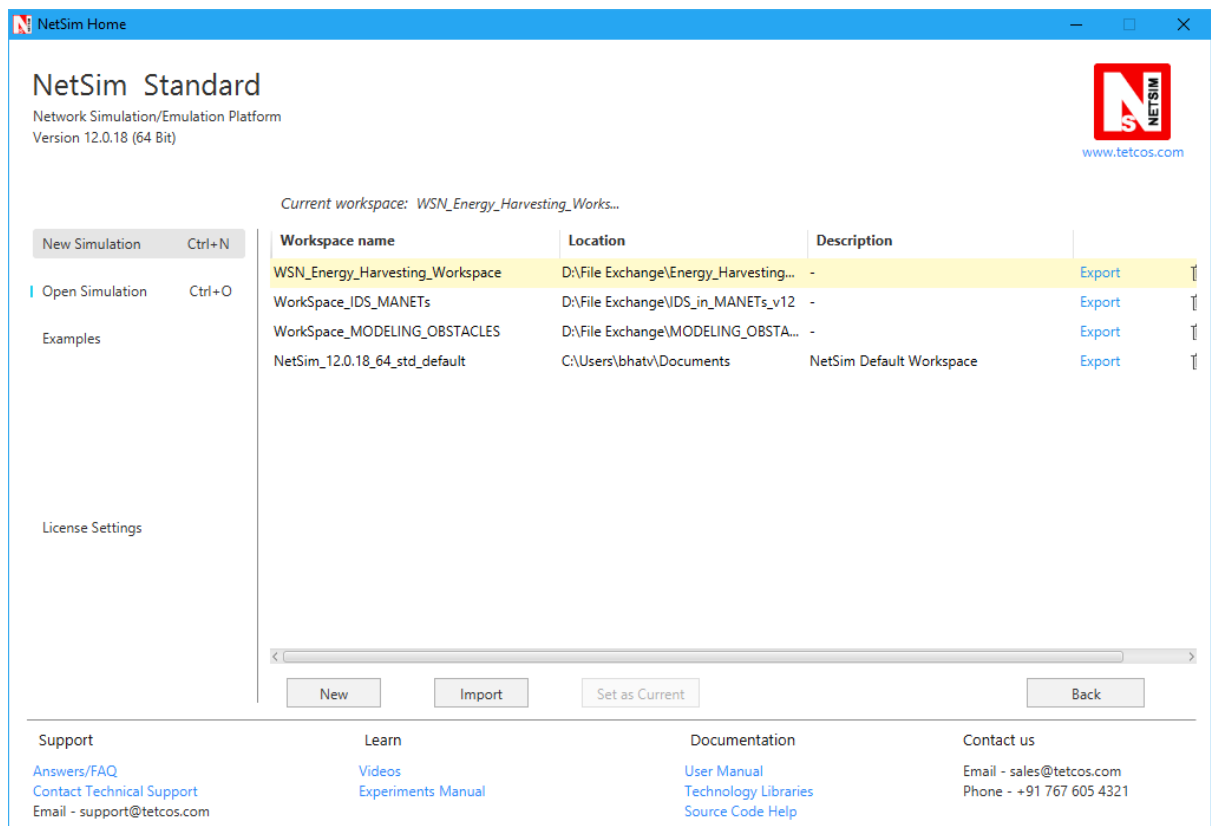 NetSim Home
NetSim Standard
Network Simulation/Emulation Platform
Version 12.0.18 (64 Bit)
N
S
NETSIM
www.tetcos.com
Current workspace: WSN_Energy_Harvesting_Works...
New Simulation Ctrl+N
Open Simulation Ctrl+O
Examples
License Settings
Workspace name Location Description
WSN_Energy_Harvesting_Workspace D:\File Exchange\Energy_Harvesting... - Export
WorkSpace_IDS_MANETs D:\File Exchange\IDS_in_MANETs_v12 - Export
WorkSpace_MODELING_OBSTACLES D:\File Exchange\MODELING_OBSTA... - Export
NetSim_12.0.18_64_std_default C:\Users\bhatv\Documents NetSim Default Workspace Export
New Import Set as Current Back
Support Learn Documentation Contact us
Answers/FAQ Videos User Manual Email - sales@tetcos.com
Contact Technical Support Experiments Manual Technology Libraries Phone - +91 767 605 4321
Email - support@tetcos.com Source Code Help